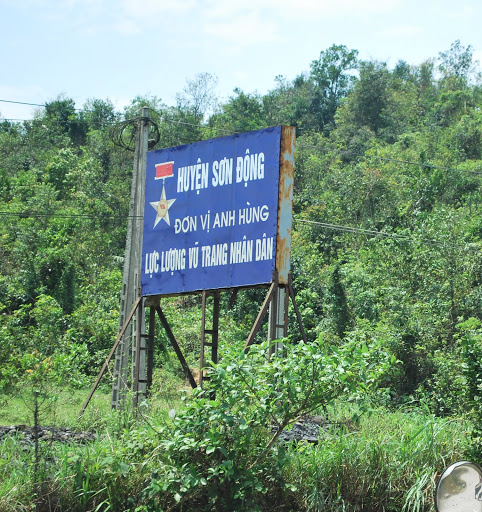 HUYỆN SƠN ĐỘNG
ĐƠN VỊ ANH HÙNG
LỰC LƯỢNG VŨ TRANG NHÂN DÂN